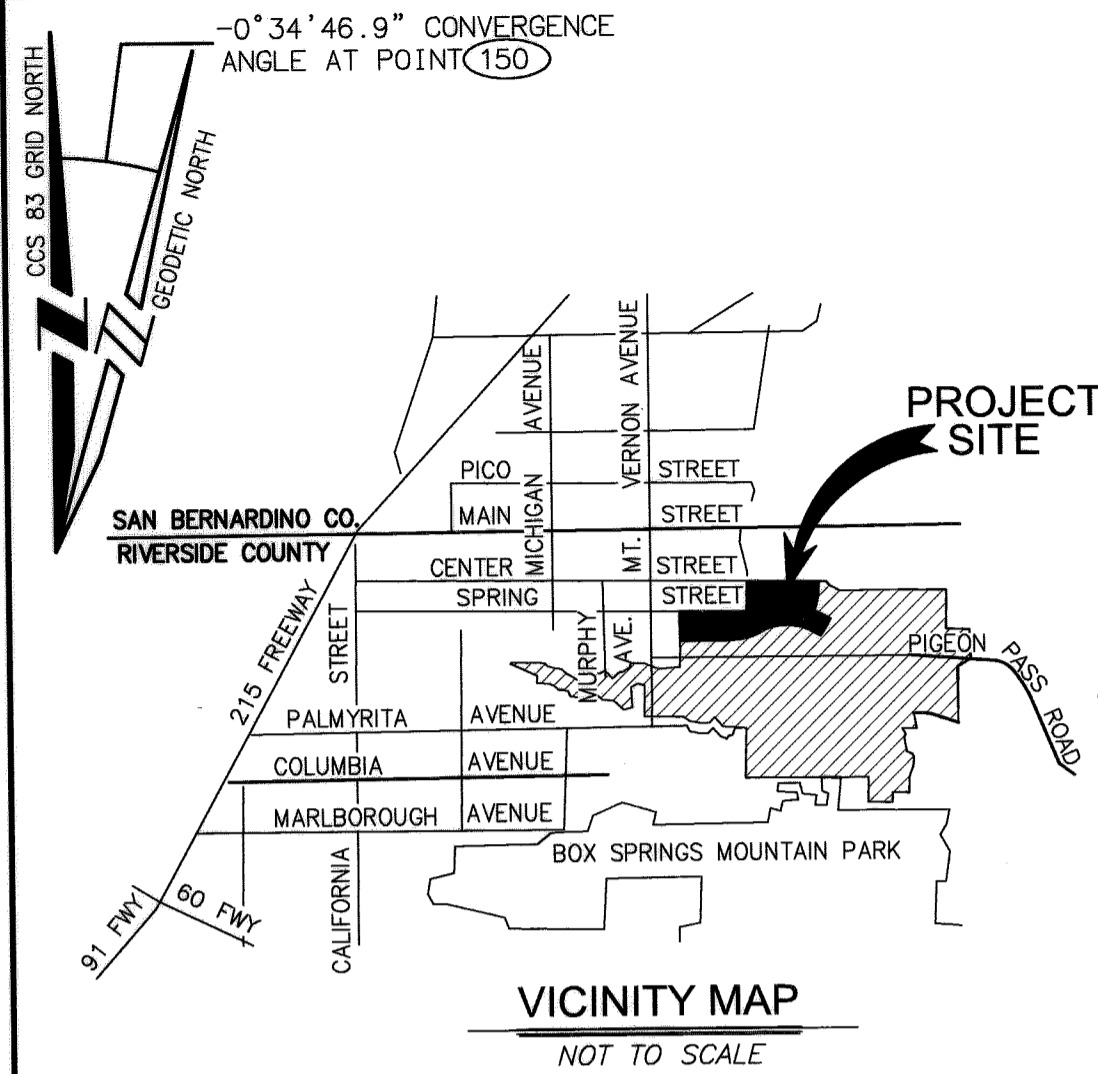 -0°34'46.9" CONVERGENCE
ANGLE AT POINT 150
CCS 83 GRID NORTH
GEODETIC NORTH
PROJECT
SITE
MICHIGAN AVENUE
MT. VERNON AVENUE
PICO STREET
MAIN STREET
SAN BERNARDINO CO.
RIVERSIDE COUNTY
CENTER STREET
SPRING STREET
MURPHY AVE.
PIGEON PASS ROAD
215 FREEWAY
CALIFORNIA STREET
PALMYRITA AVENUE
COLUMBIA AVENUE
MARLBOROUGH AVENUE
BOX SPRINGS MOUNTAIN PARK
91 FWY
60 FWY
VICINITY MAP
NOT TO SCALE